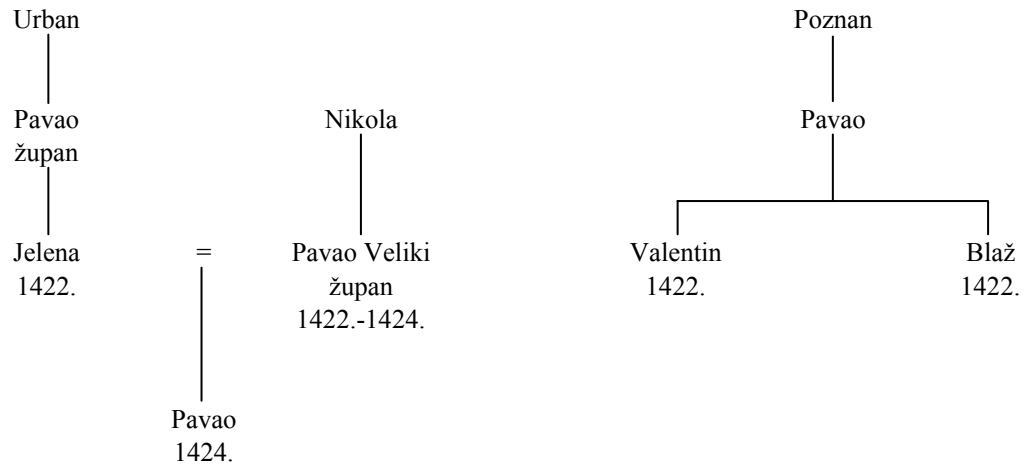 Urban
Poznan
Pavao
župan
Nikola
Pavao
Jelena
1422.
=
Pavao Veliki
župan
1422.-1424.
Valentin
1422.
Blaž
1422.
Pavao
1424.